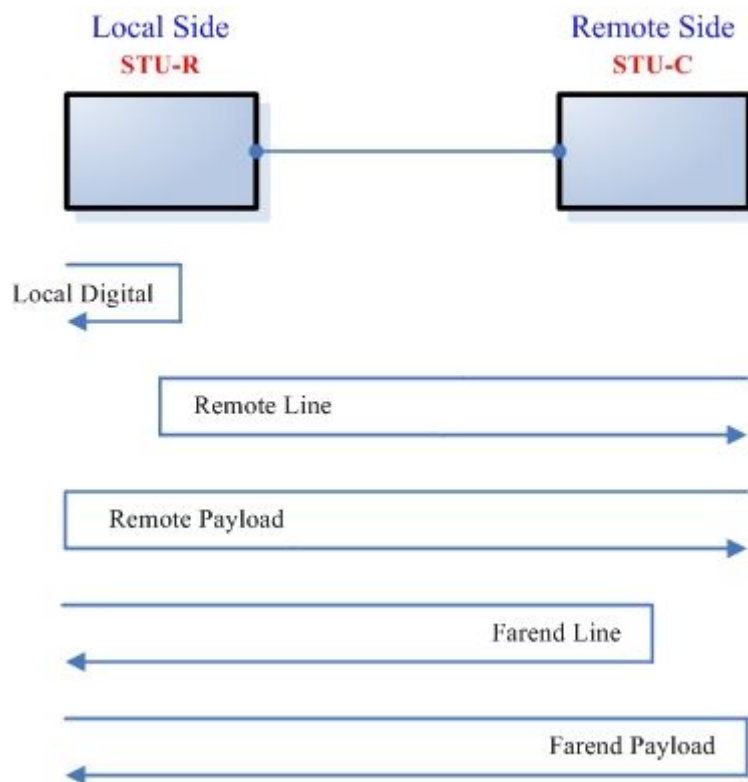 Local Side
Remote Side
STU-R
STU-C
Local Digital
Remote Line
Remote Payload
Farend Line
Farend Payload